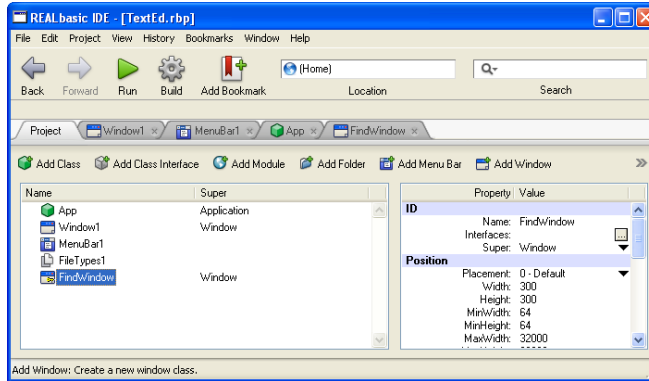 REALbasic IDE - [TextEd.rbp]
File Edit Project View History Bookmarks Window Help
(Home)
Back Forward Run Build Add Bookmark Location Search
Project Window1 MenuBar1 App FindWindow
Add Class Add Class Interface Add Module Add Folder Add Menu Bar Add Window
Name Super Property Value
App Application ID
Window1 Window Name: FindWindow
MenuBar1 Interfaces: ...
FileTypes1 Super: Window
FindWindow Window Position
Placement: 0 - Default
Width: 300
Height: 300
MinWidth: 64
MinHeight: 64
MaxWidth: 32000
Add Window: Create a new window class.